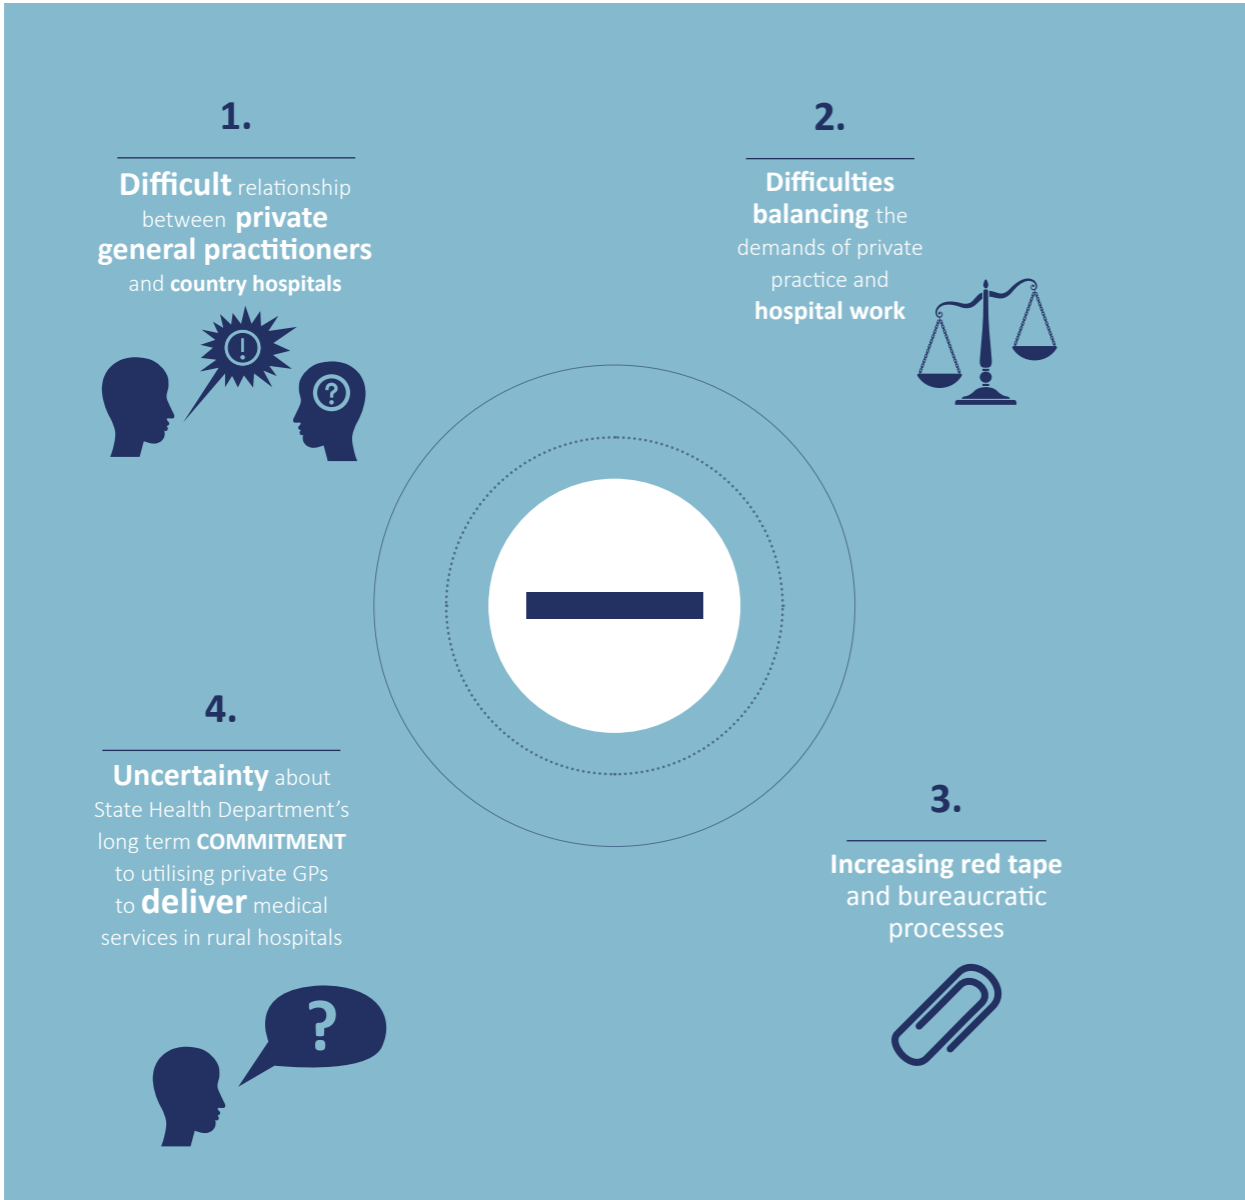 1.
Difficult relationship
between private
general practitioners
and country hospitals
!
?
2.
Difficulties
balancing the
demands of private
practice and
hospital work
3.
Increasing red tape
and bureaucratic
processes
4.
Uncertainty about
State Health Department’s
long term COMMITMENT
to utilising private GPs
to deliver medical
services in rural hospitals
?